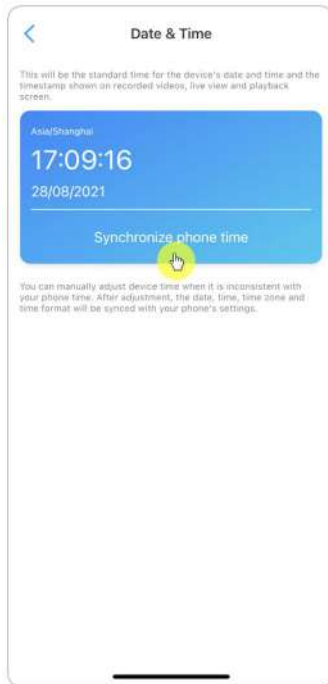 Date & Time
This will be the standard time for the device's date and time and the
timestamp shown on recorded videos, live view and playback
screen.
Asia/Shanghai
17:09:16
28/08/2021
Synchronize phone time
You can manually adjust device time when it is inconsistent with
your phone time. After adjustment, the date, time, time zone and
time format will be synced with your phone's settings.